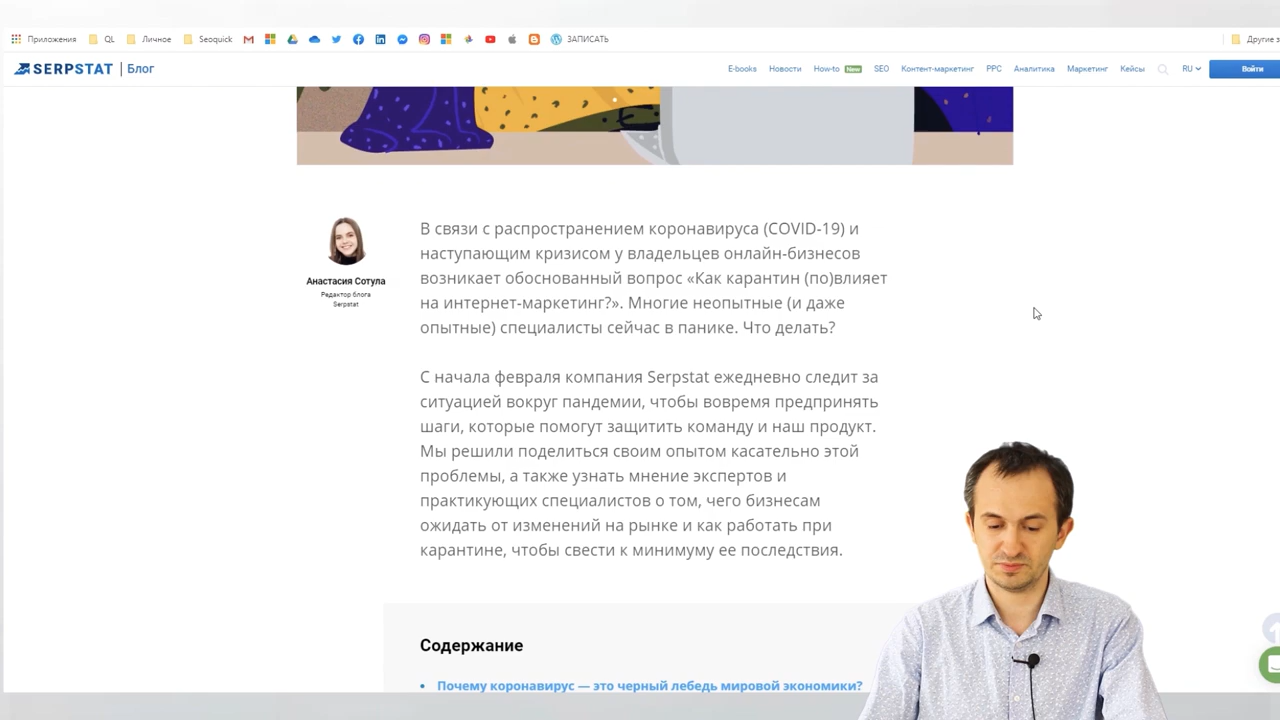 Приложения QL Личное Seoquick ЗАПИСАТЬ Другие з
SERPSTAT | Блог E-books Новости How-to New SEO Контент-маркетинг PPC Аналитика Маркетинг Кейсы RU Войти
Анастасия Сотула
Редактор блога
Serpstat
В связи с распространением коронавируса (COVID-19) и
наступающим кризисом у владельцев онлайн-бизнесов
возникает обоснованный вопрос «Как карантин (по)влияет
на интернет-маркетинг?». Многие неопытные (и даже
опытные) специалисты сейчас в панике. Что делать?
С начала февраля компания Serpstat ежедневно следит за
ситуацией вокруг пандемии, чтобы вовремя предпринять
шаги, которые помогут защитить команду и наш продукт.
Мы решили поделиться своим опытом касательно этой
проблемы, а также узнать мнение экспертов и
практикующих специалистов о том, чего бизнесам
ожидать от изменений на рынке и как работать при
карантине, чтобы свести к минимуму ее последствия.
Содержание
• Почему коронавирус — это черный лебедь мировой экономики?